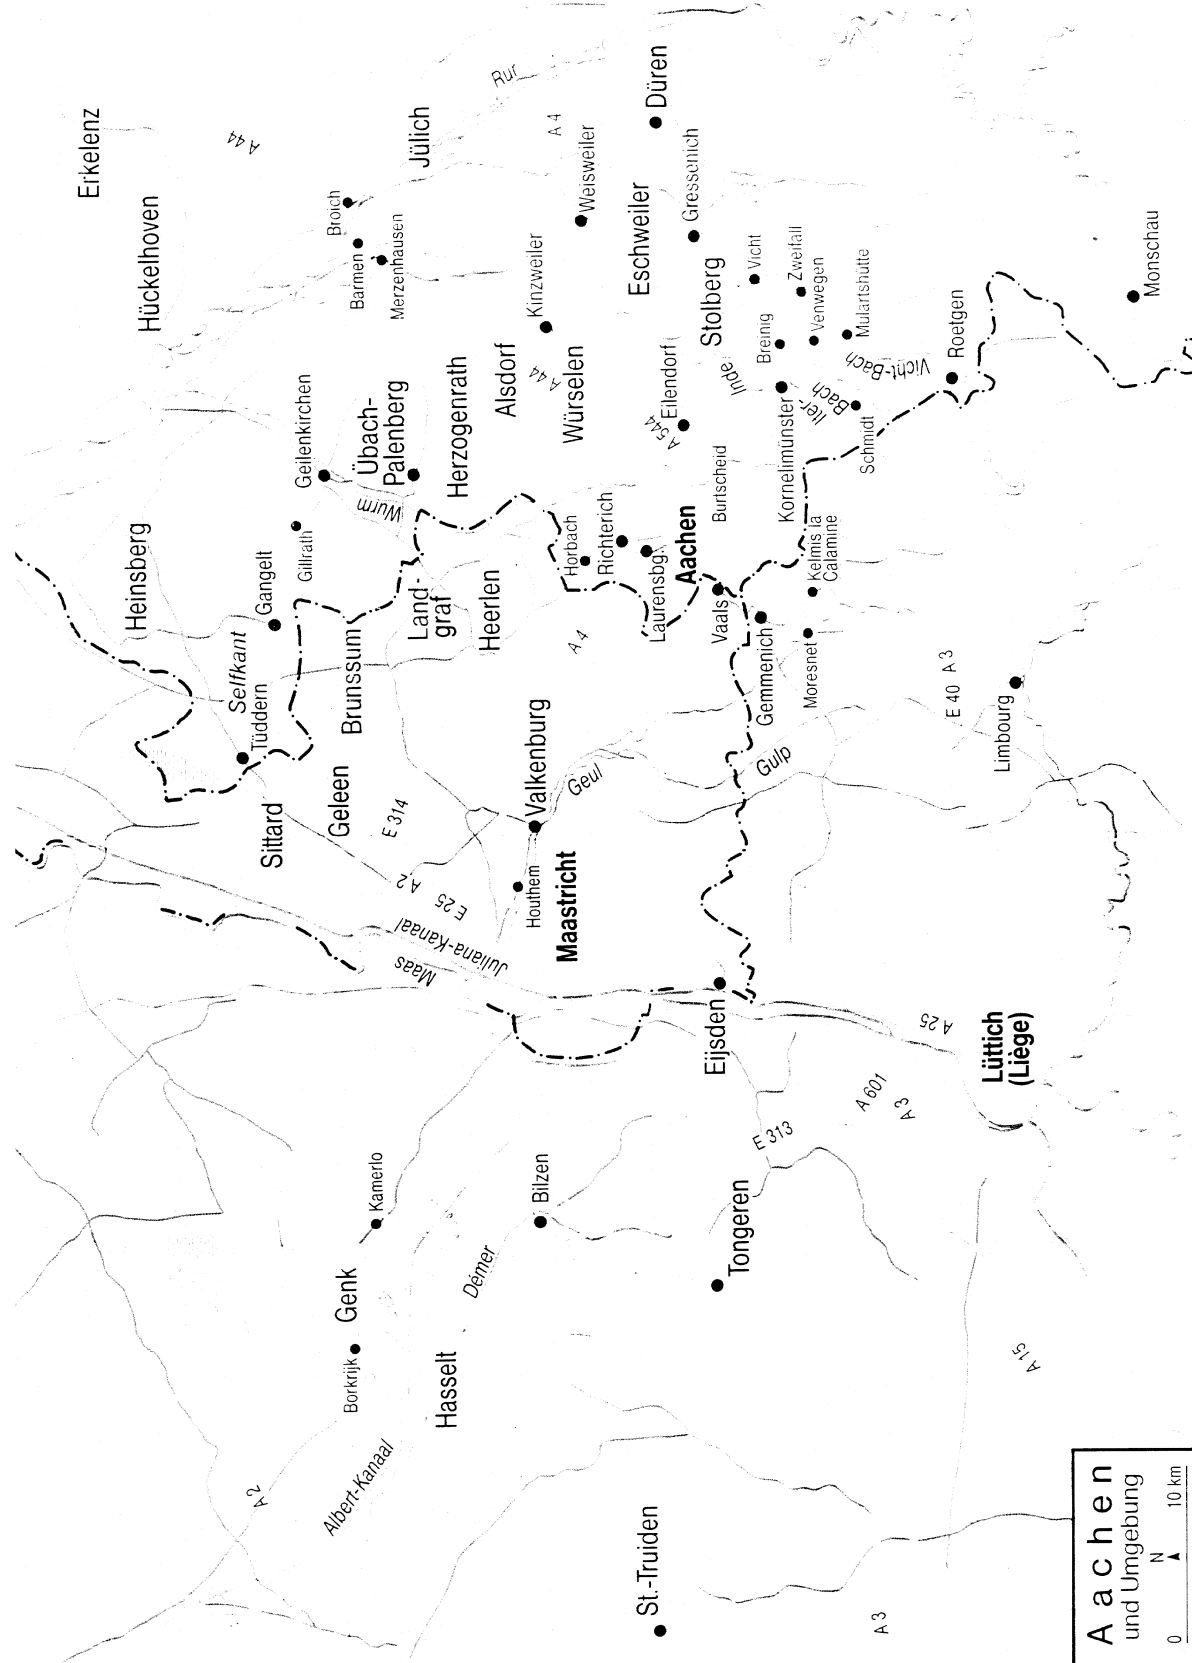 Erkelenz
Hückelhoven
Heinsberg
A 44
Broich
Barmen
Merzenhausen
Jülich
Rur
A 4
Weisweiler
Düren
Gressenich
Eschweiler
Kinzweiler
Stolberg
Vicht
Zweifall
Venwegen
Mulartshütte
Breinig
Inde
Vicht-Bach
Iter-
Bach
Roetgen
Monschau
Geilenkirchen
Übach-
Palenberg
Wurm
Herzogenrath
Alsdorf
A 44
Würselen
A 544
Eilendorf
Burtscheid
Kornelimünster
Schmidt
Gillrath
Gangelt
Selfkant
Tüddern
Brunssum
Land-
graf
Heerlen
Horbach
Richterich
Laurensbg.
Aachen
Vaals
Kelmis la
Calamine
Gemmenich
Moresnet
A 4
E 40 A 3
Limbourg
Sittard
Geleen
E 314
A 2
E 25
Valkenburg
Geul
Gulp
Houthem
Maastricht
Juliana-Kanaal
Maas
Eijsden
A 25
Lüttich
(Liège)
A 601
A 3
E 313
Kamerlo
Bilzen
Démer
Tongeren
Genk
Borkrijk
Hasselt
A 2
Albert-Kanaal
A 15
St.-Truiden
A 3
Aachen
und Umgebung
N
0 10 km